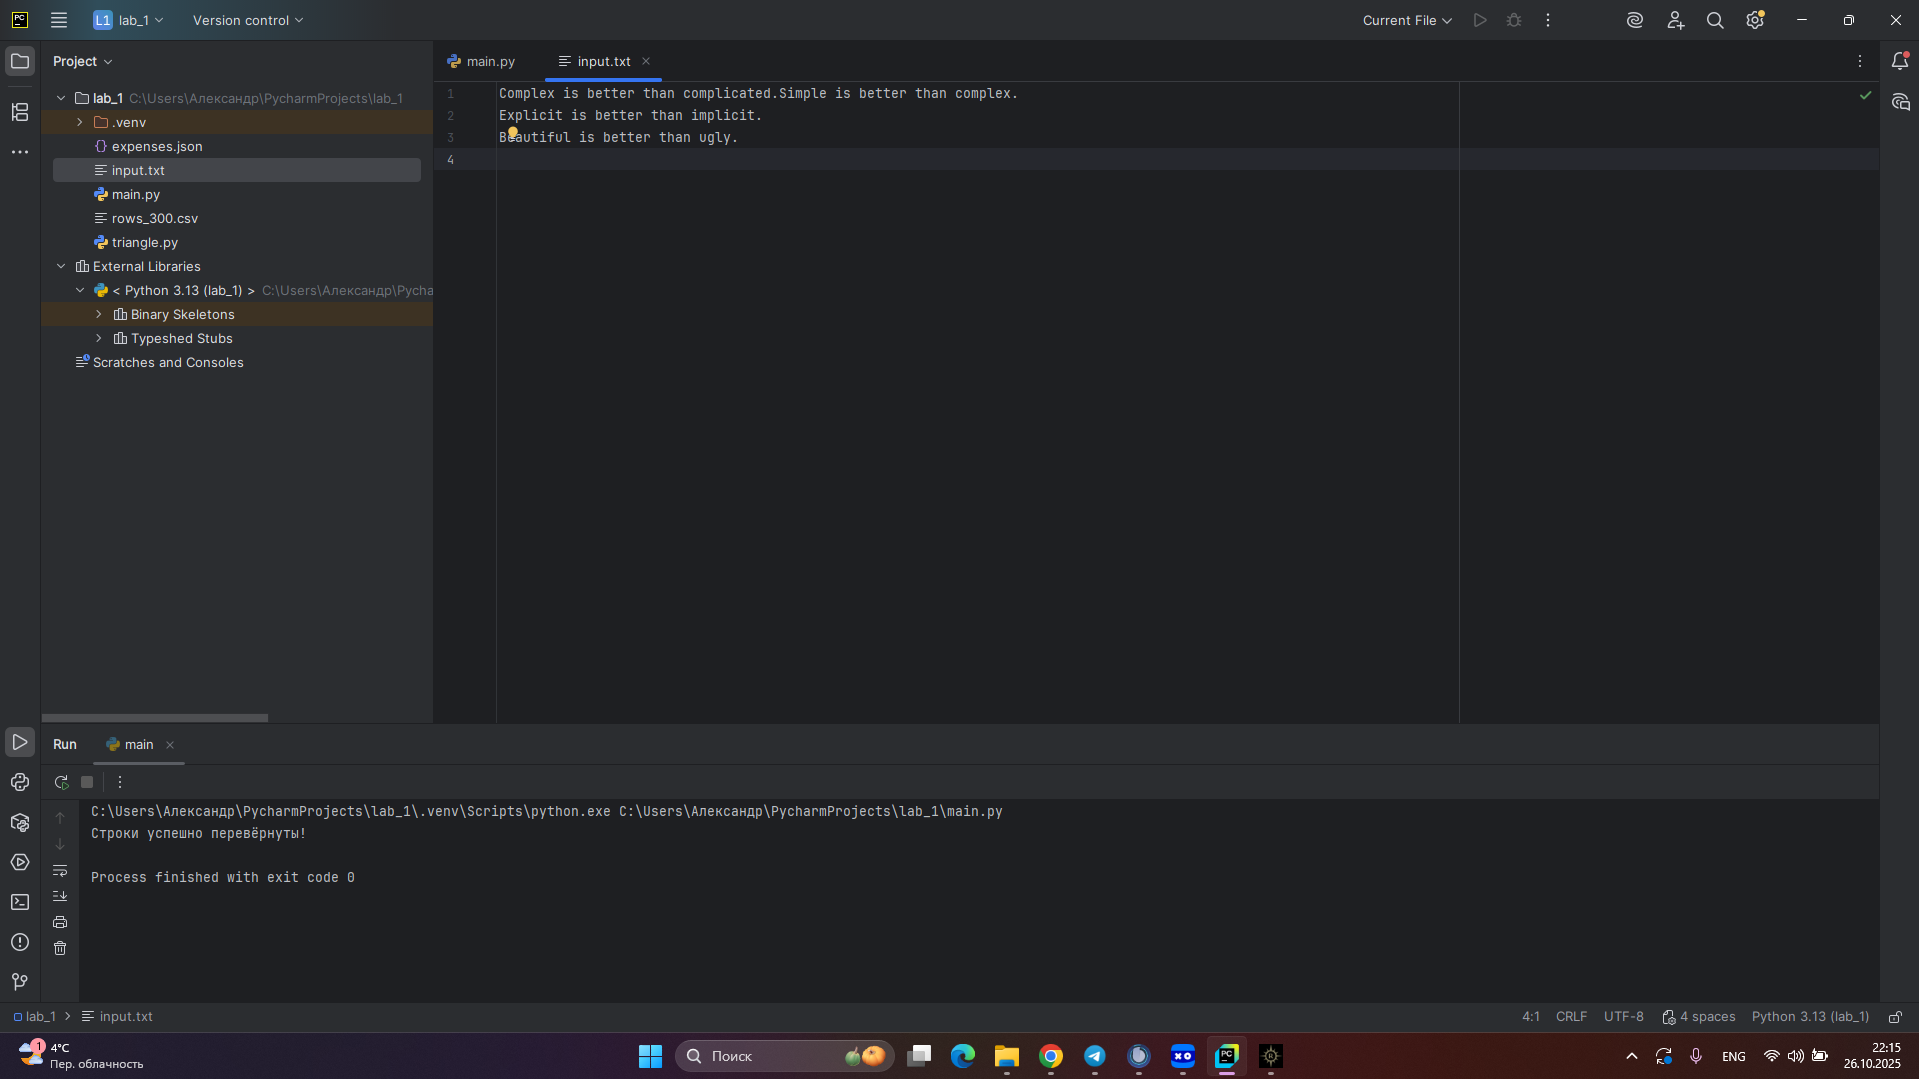 PC
L1 lab_1
Version control
Current File
Project
main.py
input.txt
lab_1 C:\Users\Александр\PycharmProjects\lab_1
.venv
expenses.json
input.txt
main.py
rows_300.csv
triangle.py
External Libraries
< Python 3.13 (lab_1) > C:\Users\Александр\Pycha
Binary Skeletons
Typeshed Stubs
Scratches and Consoles
1 Complex is better than complicated.Simple is better than complex.
2 Explicit is better than implicit.
3 Beautiful is better than ugly.
4
Run
main
C:\Users\Александр\PycharmProjects\lab_1\.venv\Scripts\python.exe C:\Users\Александр\PycharmProjects\lab_1\main.py
Строки успешно перевёрнуты!
Process finished with exit code 0
lab_1 > input.txt
4:1 CRLF UTF-8 4 spaces Python 3.13 (lab_1)
1
4°C
Пер. облачность
Поиск
XO
PC
ENG
22:15
26.10.2025